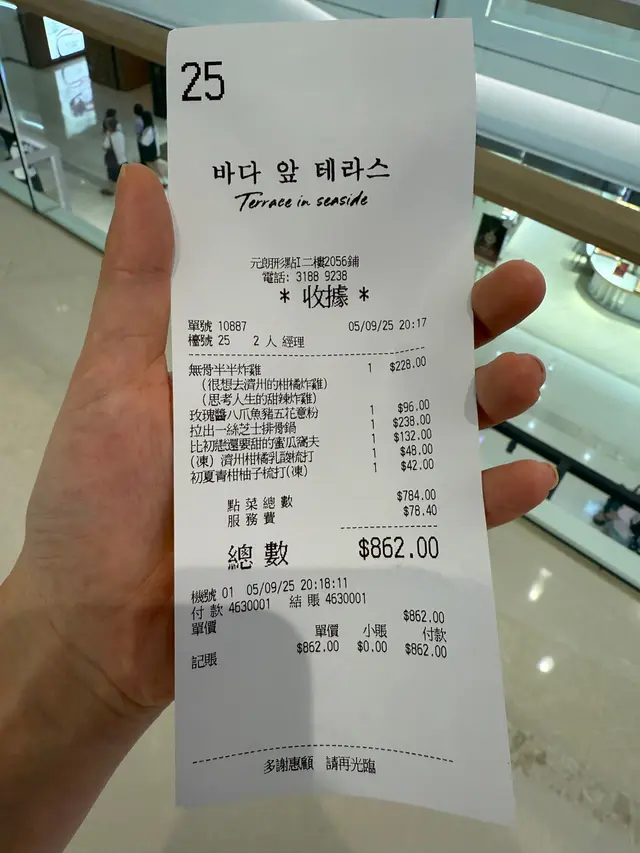 25
바다 앞 테라스
Terrace in seaside
元朗形點I二樓2056鋪
電話: 3188 9238
* 收據 *
單號 10887 05/09/25 20:17
檯號 25 2 人 經理
無骨半半炸雞 1 $228.00
(很想去濟州的柑橘炸雞)
(思考人生的甜辣炸雞)
玫瑰醬八爪魚豬五花意粉 1 $96.00
拉出一絲芝士排骨鍋 1 $238.00
比初戀還要甜的蜜瓜窩夫 1 $132.00
(凍) 濟州柑橘乳酸梳打 1 $48.00
初夏青柑柚子梳打(凍) 1 $42.00
點菜總數 $784.00
服務費 $78.40
總數 $862.00
機號 01 05/09/25 20:18:11
付款 4630001 結賬 4630001
$862.00
單價 單價 小賬 付款
$862.00 $0.00 $862.00
記賬
多謝惠顧 請再光臨